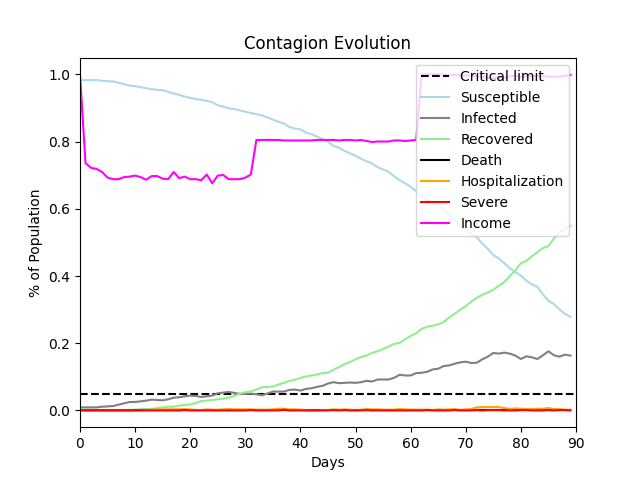 Contagion Evolution
% of Population
1.0
0.8
0.6
0.4
0.2
0.0
Critical limit
Susceptible
Infected
Recovered
Death
Hospitalization
Severe
Income
0 10 20 30 40 50 60 70 80 90
Days